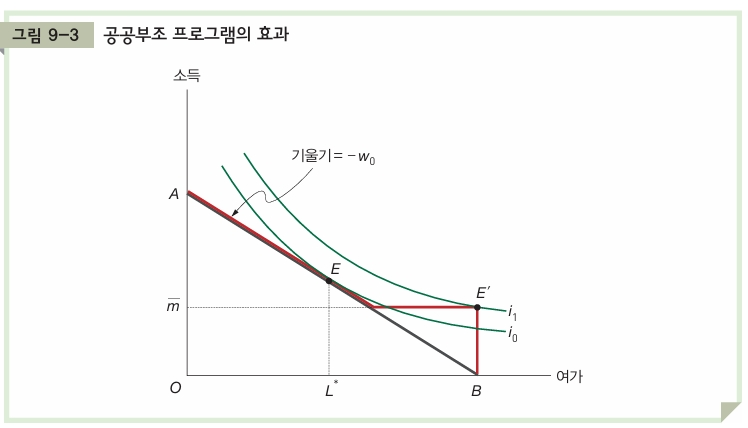 그림 9-3 공공부조 프로그램의 효과
소득
기울기 = - w₀
A
E
E′
m̅
i₁
i₀
여가
O
L*
B